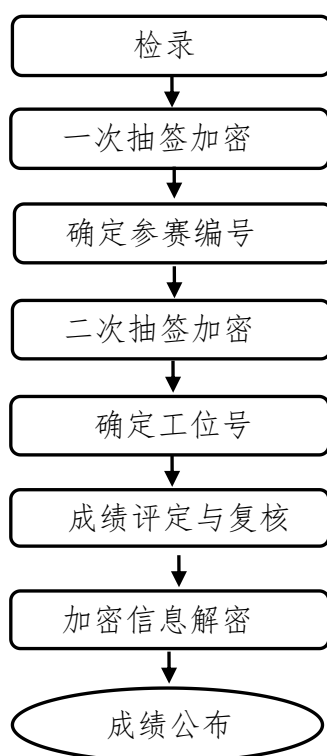 检录
一次抽签加密
确定参赛编号
二次抽签加密
确定工位号
成绩评定与复核
加密信息解密
成绩公布